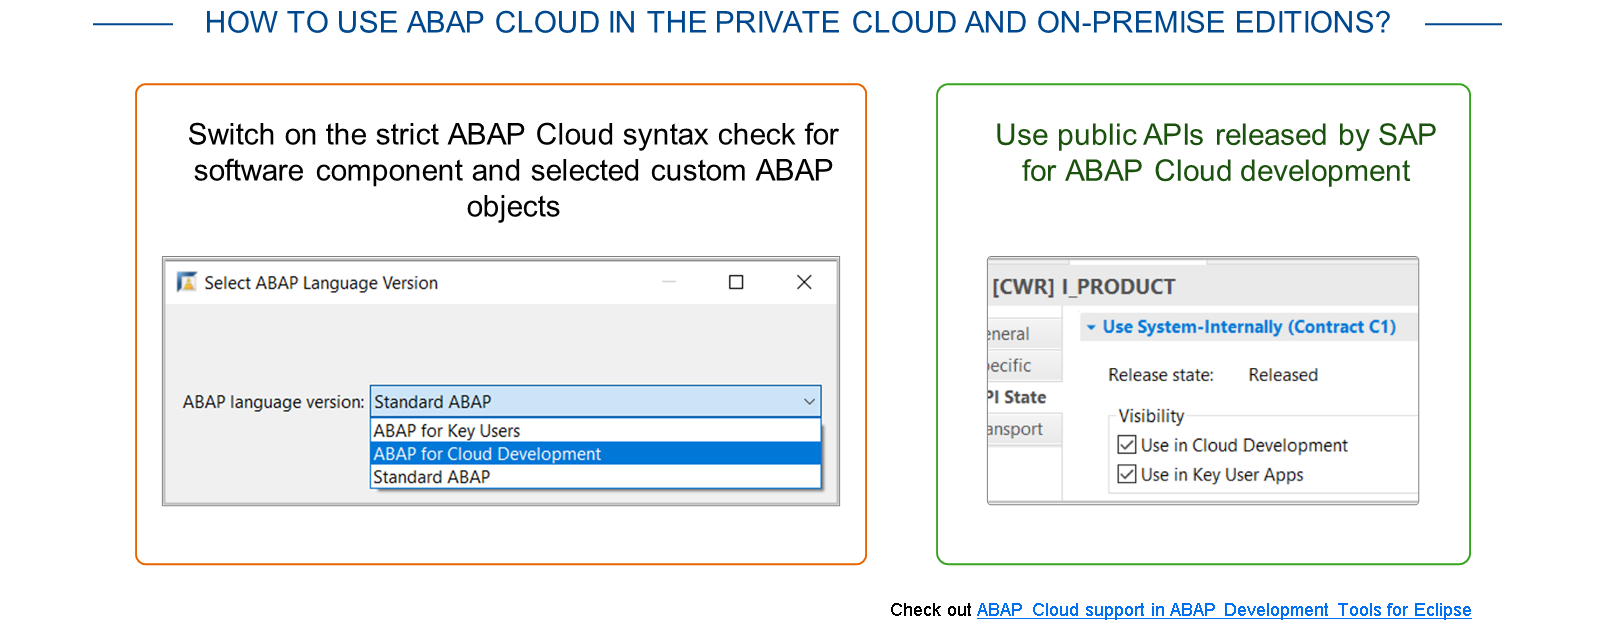 HOW TO USE ABAP CLOUD IN THE PRIVATE CLOUD AND ON-PREMISE EDITIONS?
Switch on the strict ABAP Cloud syntax check for
software component and selected custom ABAP
objects
Select ABAP Language Version
ABAP language version: Standard ABAP
ABAP for Key Users
ABAP for Cloud Development
Standard ABAP
Use public APIs released by SAP
for ABAP Cloud development
[CWR] I_PRODUCT
eneral
pecific
PI State
ansport
Use System-Internally (Contract C1)
Release state: Released
Visibility
Use in Cloud Development
Use in Key User Apps
Check out ABAP Cloud support in ABAP Development Tools for Eclipse